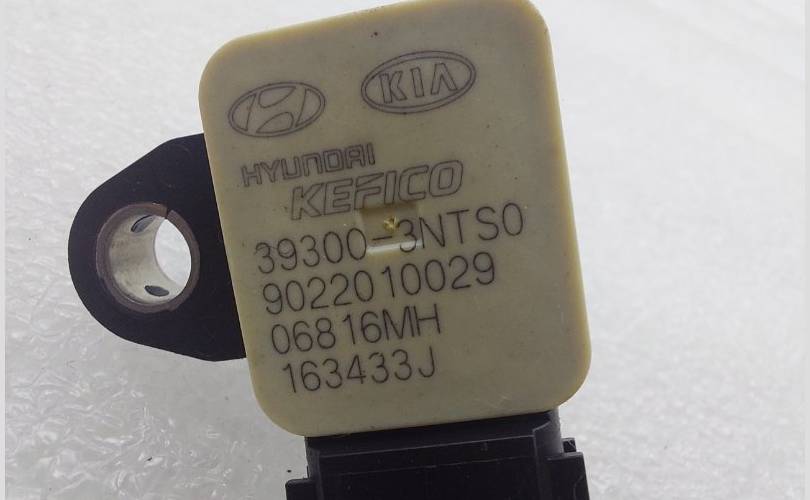 KIA
HYUNDAI
KEFICO
39300-3NTS0
9022010029
06816MH
163433J